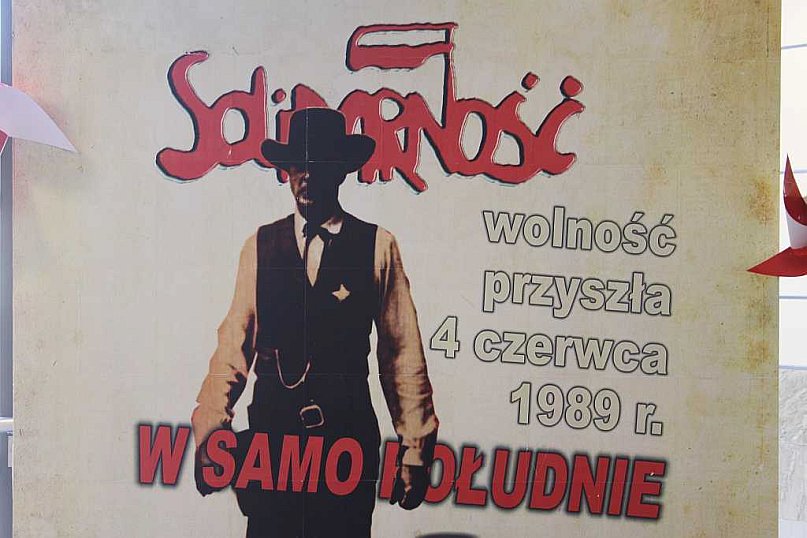 Solidarność
wolność
przyszła
4 czerwca
1989 r.
W SAMO POŁUDNIE